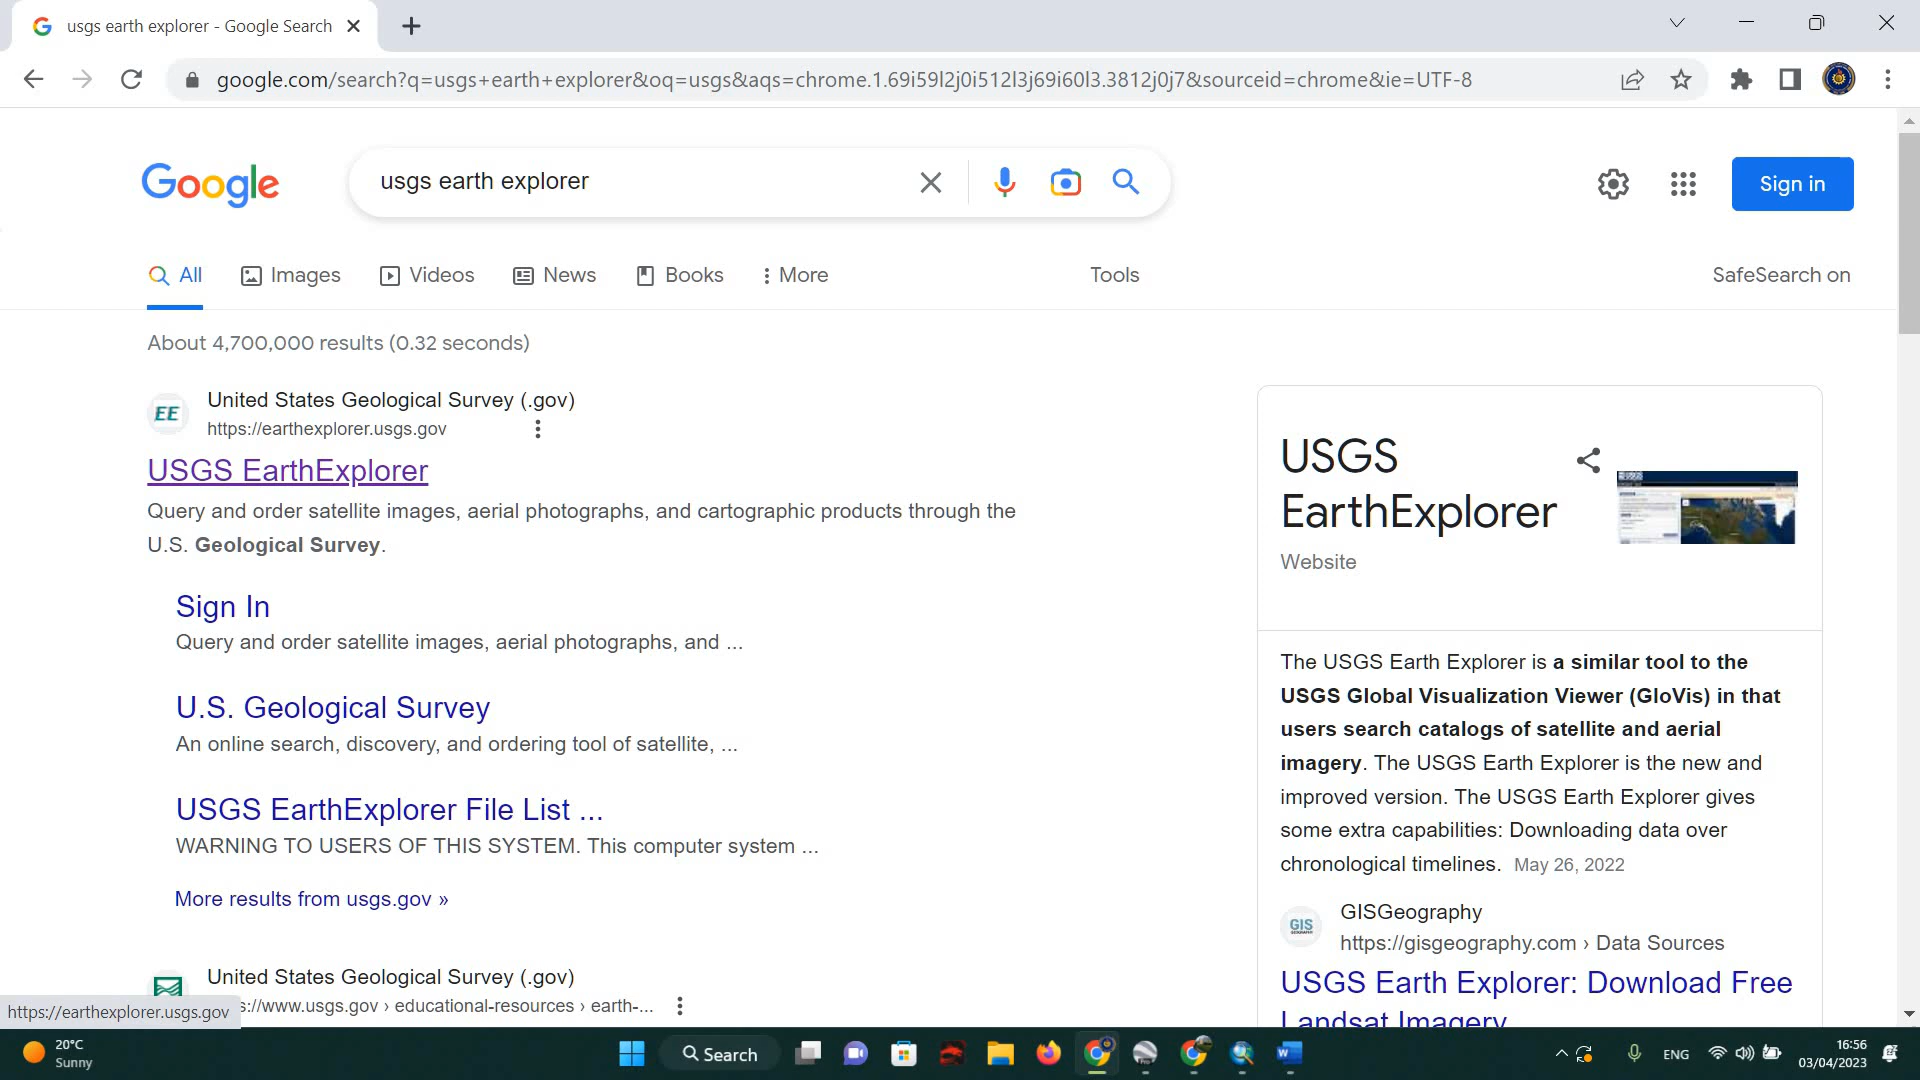 usgs earth explorer - Google Search
google.com/search?q=usgs+earth+explorer&oq=usgs&aqs=chrome.1.69i59l2j0i512l3j69i60l3.3812j0j7&sourceid=chrome&ie=UTF-8
Google
usgs earth explorer
Sign in
All
Images
Videos
News
Books
More
Tools
SafeSearch on
About 4,700,000 results (0.32 seconds)
EE
United States Geological Survey (.gov)
https://earthexplorer.usgs.gov
USGS EarthExplorer
Query and order satellite images, aerial photographs, and cartographic products through the
U.S. Geological Survey.
Sign In
Query and order satellite images, aerial photographs, and ...
U.S. Geological Survey
An online search, discovery, and ordering tool of satellite, ...
USGS EarthExplorer File List ...
WARNING TO USERS OF THIS SYSTEM. This computer system ...
More results from usgs.gov »
United States Geological Survey (.gov)
s://www.usgs.gov › educational-resources › earth-...
https://earthexplorer.usgs.gov
USGS
EarthExplorer
Website
The USGS Earth Explorer is a similar tool to the
USGS Global Visualization Viewer (GloVis) in that
users search catalogs of satellite and aerial
imagery. The USGS Earth Explorer is the new and
improved version. The USGS Earth Explorer gives
some extra capabilities: Downloading data over
chronological timelines. May 26, 2022
GIS
GISGeography
https://gisgeography.com › Data Sources
USGS Earth Explorer: Download Free
Landsat Imagery
20°C
Sunny
Search
ENG
16:56
03/04/2023